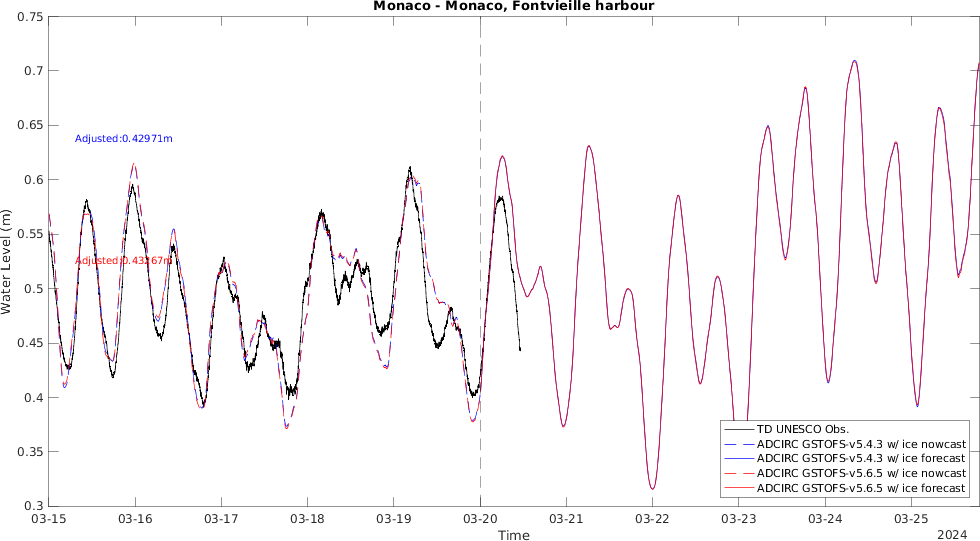 Monaco - Monaco, Fontvieille harbour
0.75
0.7
0.65
0.6
0.55
0.5
0.45
0.4
0.35
0.3
Water Level (m)
Adjusted:0.42971m
Adjusted:0.43267m
TD UNESCO Obs.
ADCIRC GSTOFS-v5.4.3 w/ ice nowcast
ADCIRC GSTOFS-v5.4.3 w/ ice forecast
ADCIRC GSTOFS-v5.6.5 w/ ice nowcast
ADCIRC GSTOFS-v5.6.5 w/ ice forecast
03-15 03-16 03-17 03-18 03-19 03-20 03-21 03-22 03-23 03-24 03-25
Time
2024